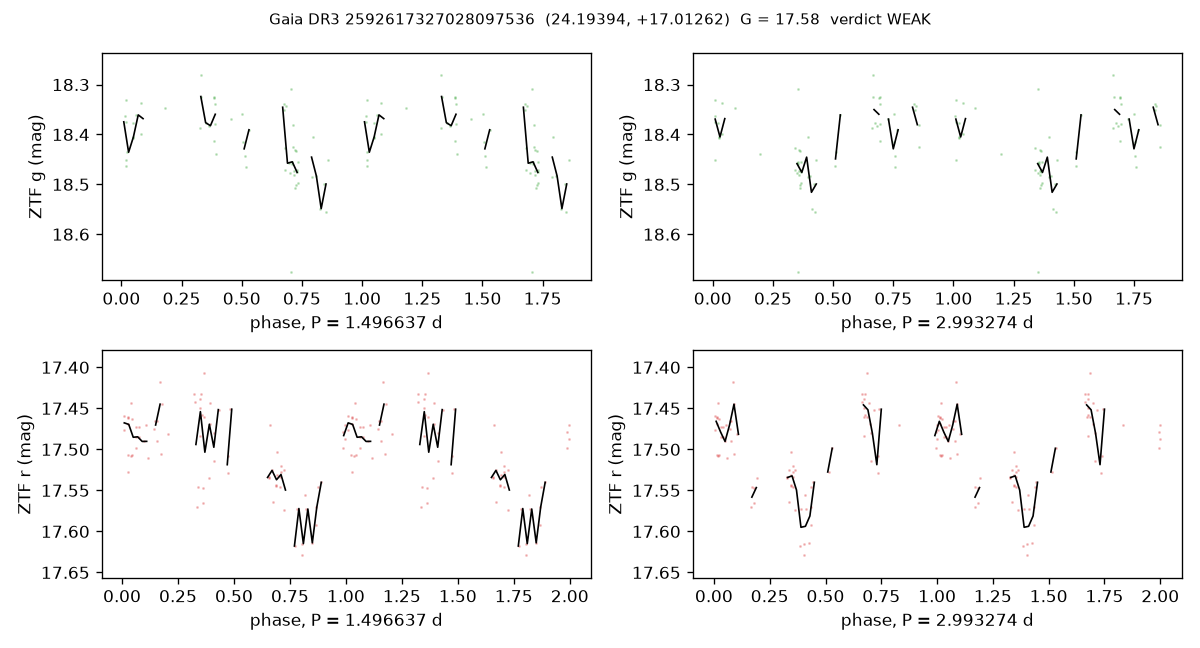 Gaia DR3 2592617327028097536  (24.19394, +17.01262)  G = 17.58  verdict WEAK
18.3
18.4
18.5
18.6
ZTF g (mag)
0.00 0.25 0.50 0.75 1.00 1.25 1.50 1.75
phase, P = 1.496637 d
18.3
18.4
18.5
18.6
ZTF g (mag)
0.00 0.25 0.50 0.75 1.00 1.25 1.50 1.75
phase, P = 2.993274 d
17.40
17.45
17.50
17.55
17.60
17.65
ZTF r (mag)
0.00 0.25 0.50 0.75 1.00 1.25 1.50 1.75 2.00
phase, P = 1.496637 d
17.40
17.45
17.50
17.55
17.60
17.65
ZTF r (mag)
0.00 0.25 0.50 0.75 1.00 1.25 1.50 1.75 2.00
phase, P = 2.993274 d